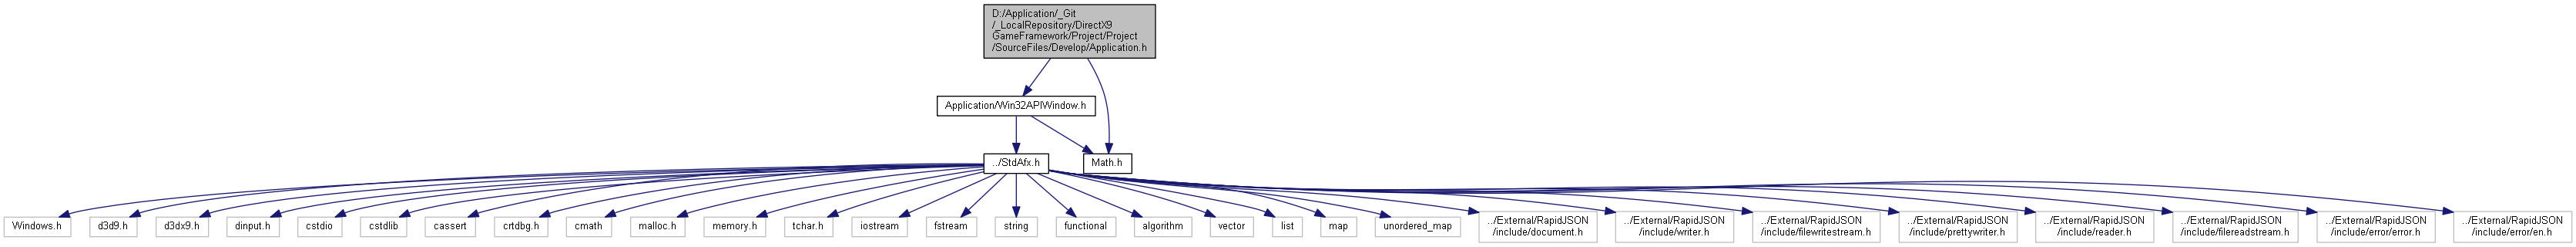 D:/Application/_Git
/_LocalRepository/DirectX9
GameFramework/Project/Project
/SourceFiles/Develop/Application.h
Application/Win32APIWindow.h
../StdAfx.h
Math.h
Windows.h
d3d9.h
d3dx9.h
dinput.h
cstdio
cstdlib
cassert
crtdbg.h
cmath
malloc.h
memory.h
tchar.h
iostream
fstream
string
functional
algorithm
vector
list
map
unordered_map
../External/RapidJSON
/include/document.h
../External/RapidJSON
/include/writer.h
../External/RapidJSON
/include/filewritestream.h
../External/RapidJSON
/include/prettywriter.h
../External/RapidJSON
/include/reader.h
../External/RapidJSON
/include/filereadstream.h
../External/RapidJSON
/include/error/error.h
../External/RapidJSON
/include/error/en.h